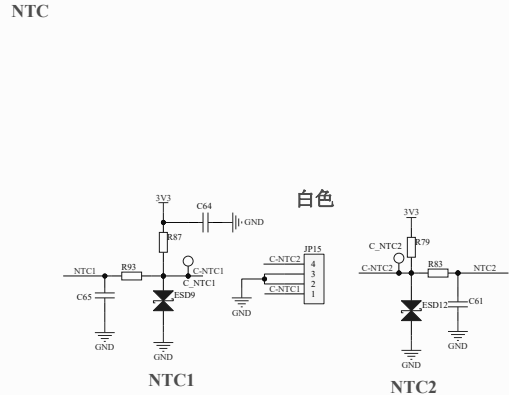 NTC
白色
3V3
C64
GND
R87
NTC1
R93
C-NTC1
C_NTC1
C65
ESD9
GND
GND
NTC1
JP15
C-NTC2
4
3
2
C-NTC1
1
GND
3V3
C_NTC2
R79
C-NTC2
R83
NTC2
ESD12
C61
GND
GND
NTC2